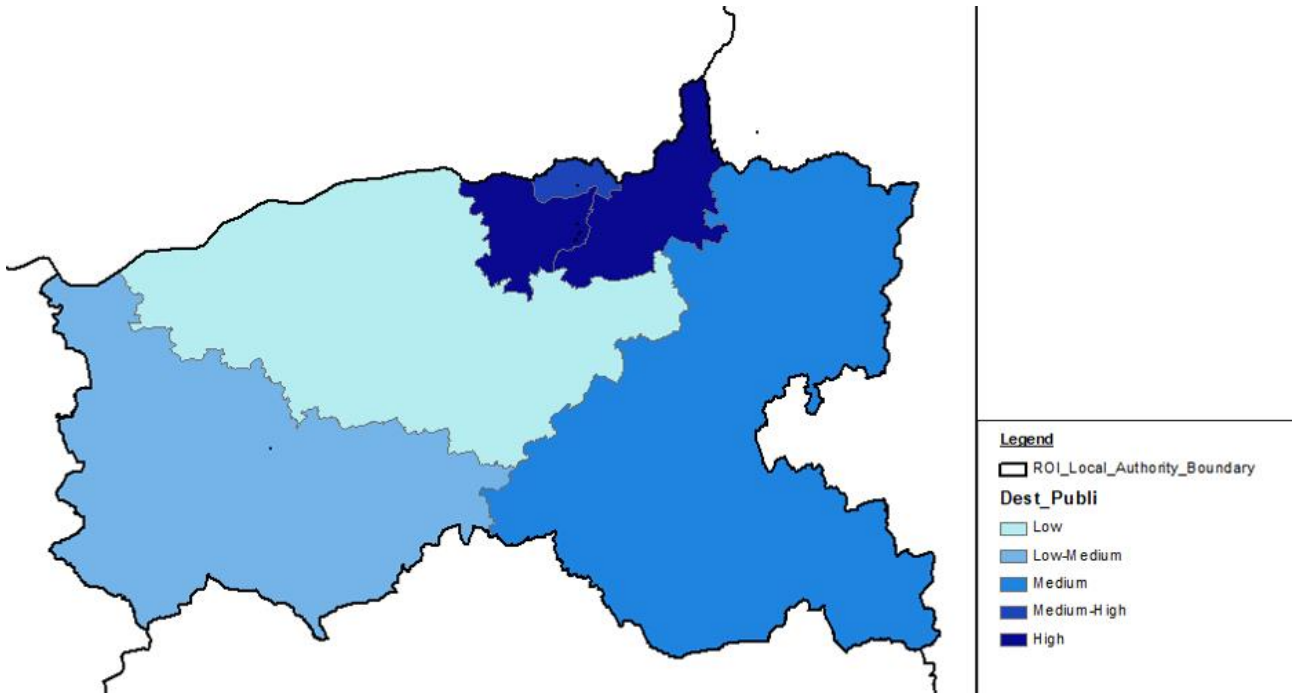 Legend
ROI_Local_Authority_Boundary
Dest_Publi
Low
Low-Medium
Medium
Medium-High
High